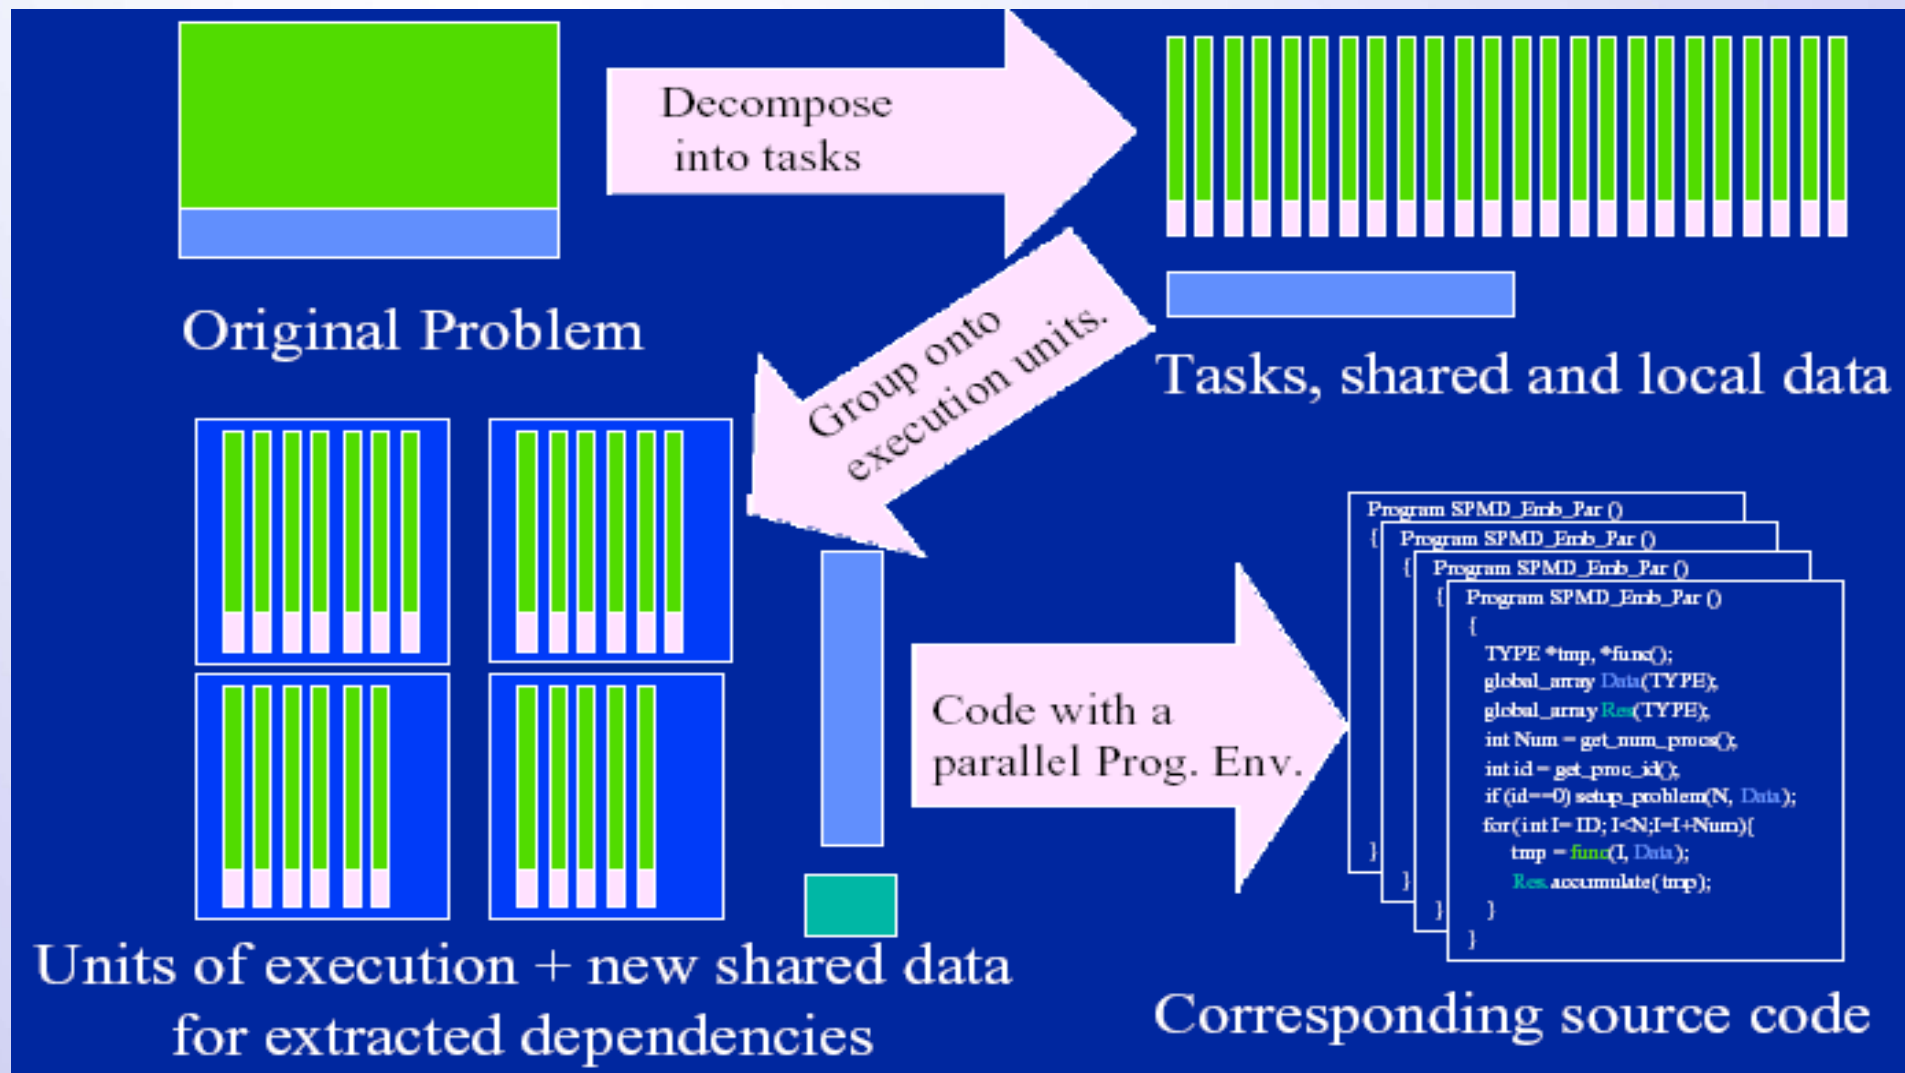 Decompose
into tasks
Original Problem
Tasks, shared and local data
Group onto
execution units.
Units of execution + new shared data
for extracted dependencies
Code with a
parallel Prog. Env.
Program SPMD_Emb_Par ()
{
Program SPMD_Emb_Par ()
{
Program SPMD_Emb_Par ()
{
Program SPMD_Emb_Par ()
{
TYPE *tmp, *func();
global_array Data(TYPE);
global_array Res(TYPE);
int Num = get_num_procs();
int id = get_proc_id();
if (id==0) setup_problem(N, Data);
for (int I= ID; I<N;I=I+Num){
tmp = func(I, Data);
Res.accumulate( tmp);
}
}
}
}
}
Corresponding source code